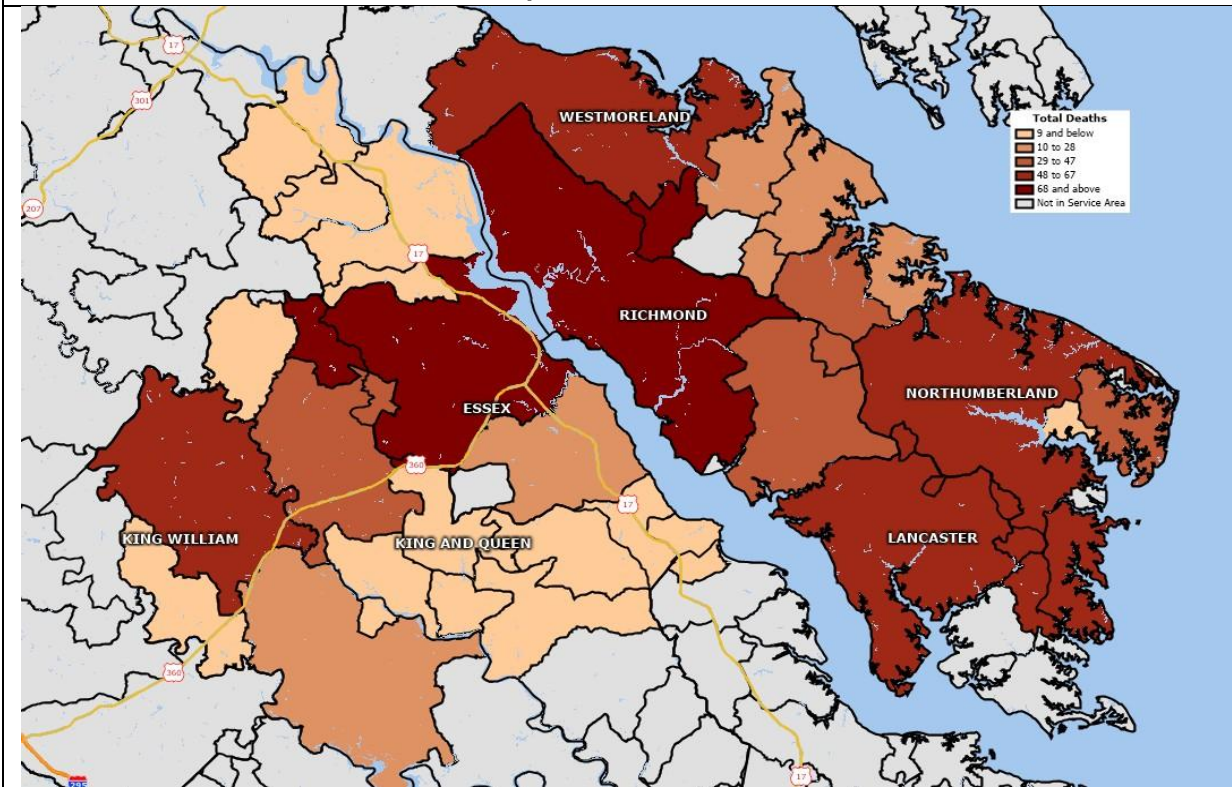 17
301
207
WESTMORELAND
Total Deaths
9 and below
10 to 28
29 to 47
48 to 67
68 and above
Not in Service Area
17
RICHMOND
NORTHUMBERLAND
ESSEX
360
17
KING WILLIAM
KING AND QUEEN
LANCASTER
360
295
17